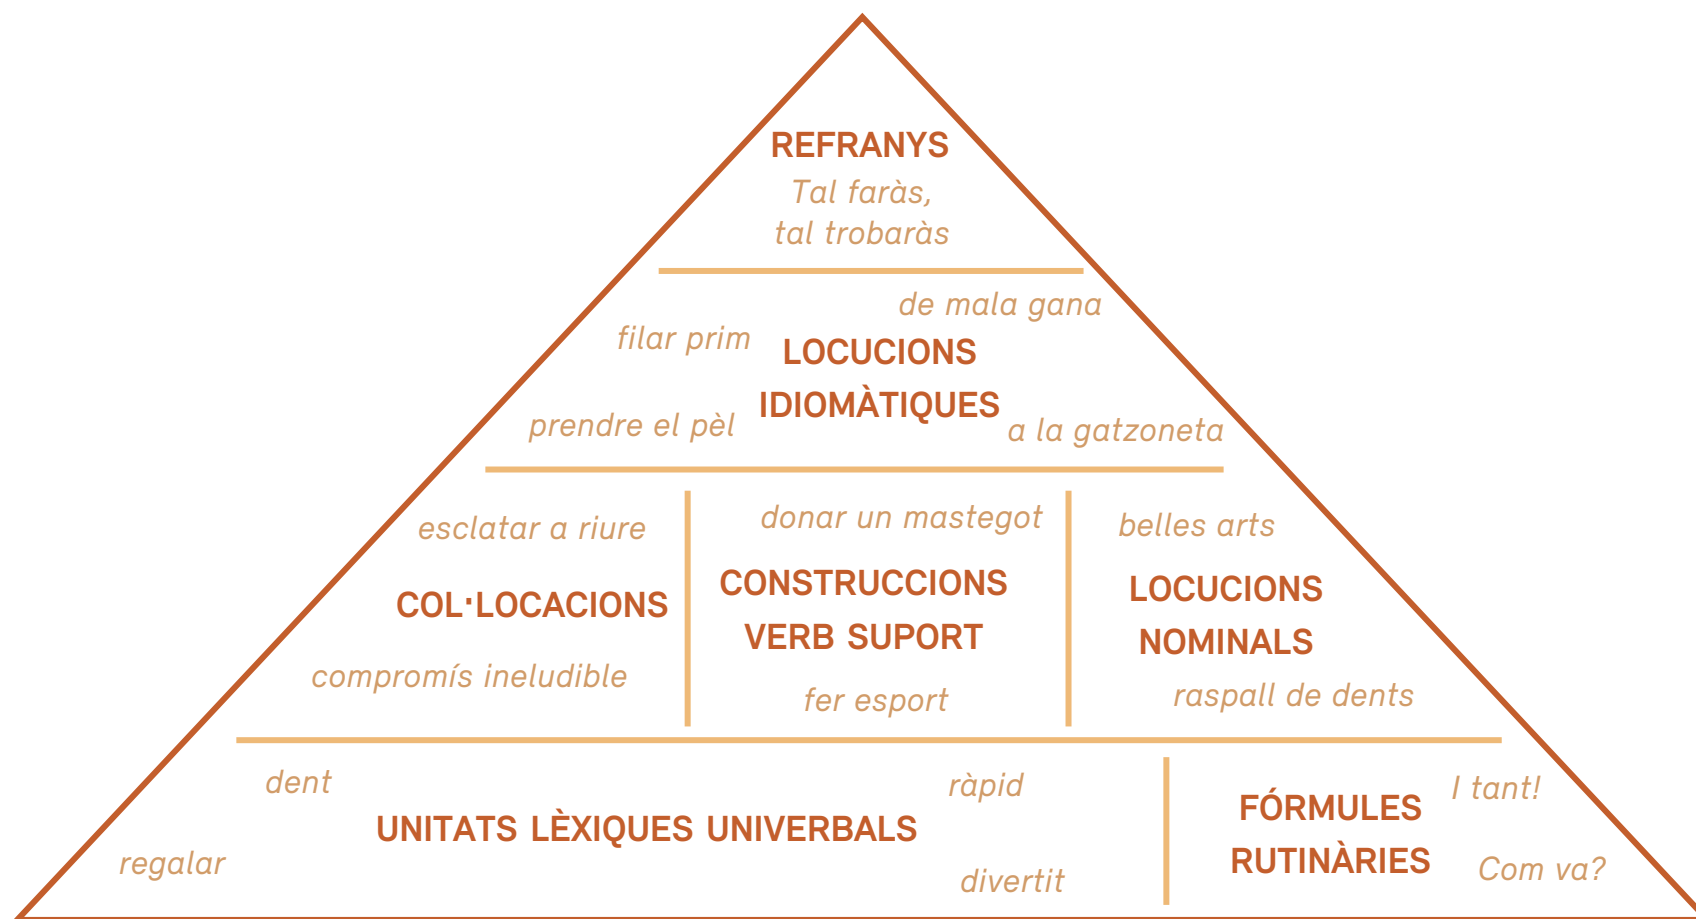 REFRANYS
Tal faràs,
tal trobaràs
de mala gana
filar prim
LOCUCIONS
IDIOMÀTIQUES
prendre el pèl
a la gatzoneta
esclatar a riure
COL·LOCACIONS
compromís ineludible
donar un mastegot
CONSTRUCCIONS
VERB SUPORT
fer esport
belles arts
LOCUCIONS
NOMINALS
raspall de dents
dent
ràpid
UNITATS LÈXIQUES UNIVERBALS
regalar
divertit
I tant!
FÓRMULES
RUTINÀRIES
Com va?